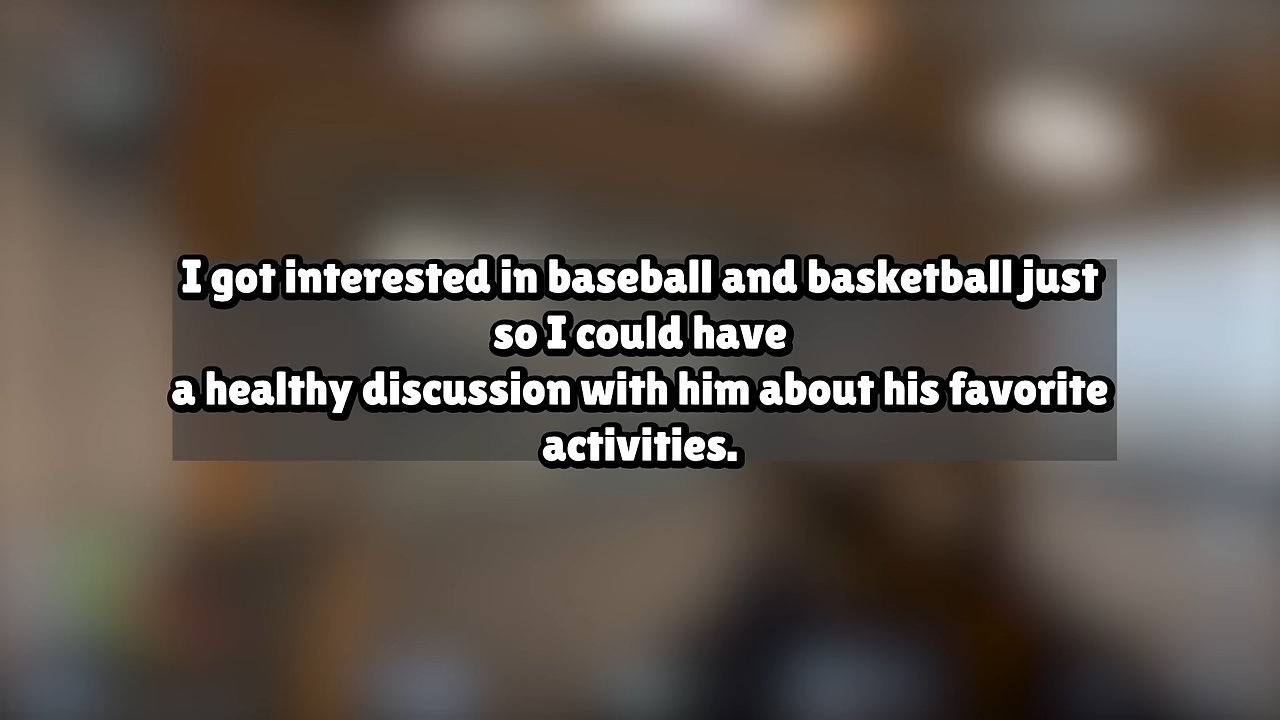 I got interested in baseball and basketball just
so I could have
a healthy discussion with him about his favorite
activities.